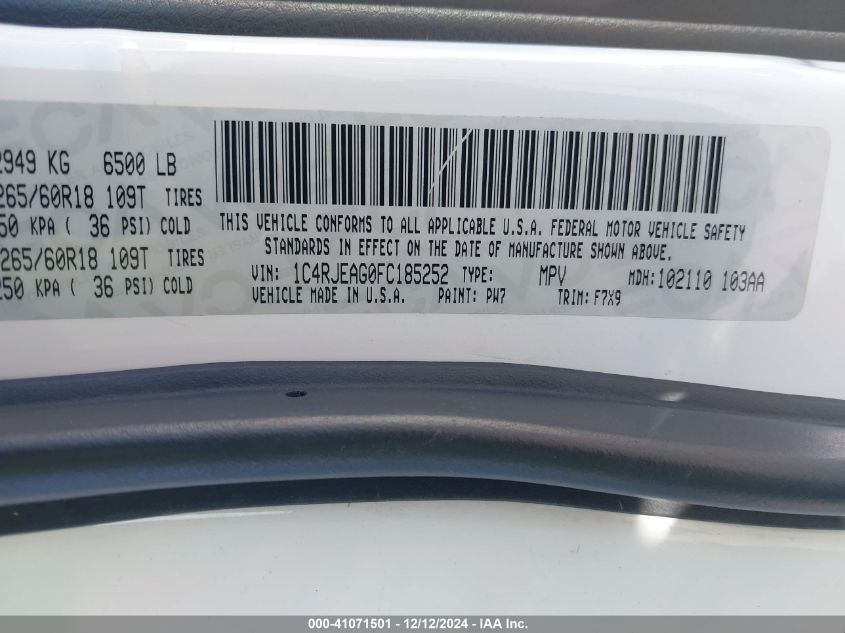 2949 KG 6500 LB
265/60R18 109T TIRES
250 KPA ( 36 PSI) COLD
265/60R18 109T TIRES
250 KPA ( 36 PSI) COLD
THIS VEHICLE CONFORMS TO ALL APPLICABLE U.S.A. FEDERAL MOTOR VEHICLE SAFETY
STANDARDS IN EFFECT ON THE DATE OF MANUFACTURE SHOWN ABOVE.
VIN: 1C4RJEAG0FC185252 TYPE: MPV MDH: 102110 103AA
VEHICLE MADE IN U.S.A. PAINT: PW7 TRIM: F7X9
000-41071501 - 12/12/2024 - IAA Inc.